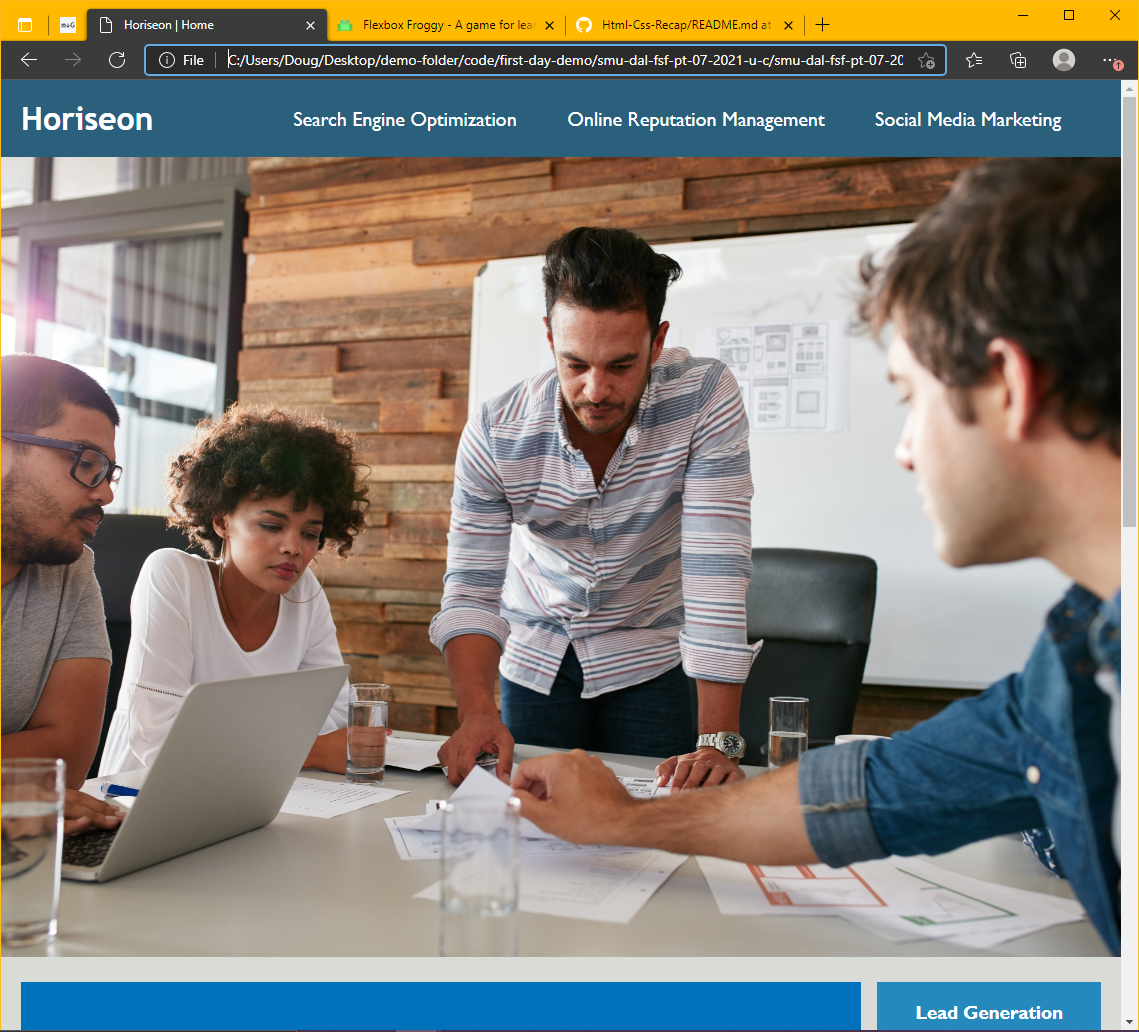 Horiseon | Home
Flexbox Froggy - A game for lea
Html-Css-Recap/README.md at
File
C:/Users/Doug/Desktop/demo-folder/code/first-day-demo/smu-dal-fsf-pt-07-2021-u-c/smu-dal-fsf-pt-07-20
Horiseon
Search Engine Optimization
Online Reputation Management
Social Media Marketing
Lead Generation